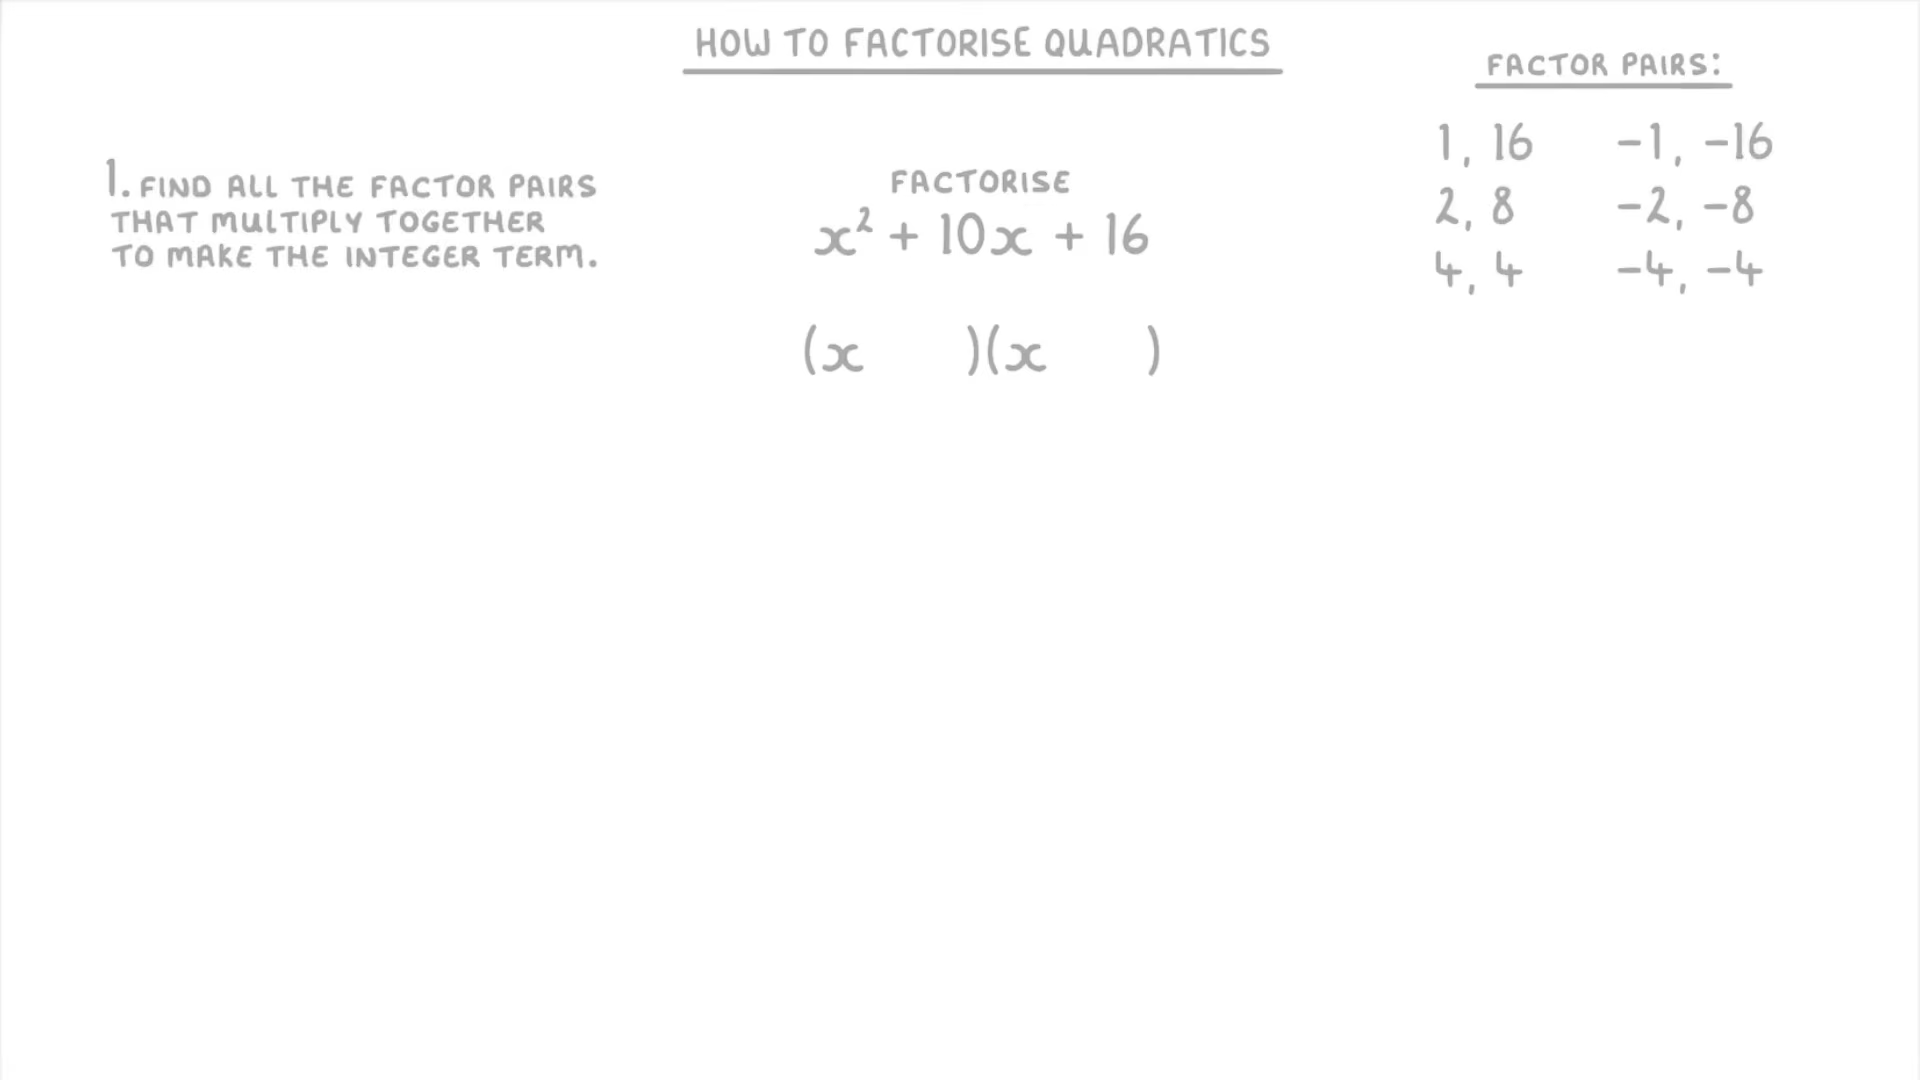 HOW TO FACTORISE QUADRATICS
FACTOR PAIRS:
1, 16 -1, -16
2, 8 -2, -8
4, 4 -4, -4
1. FIND ALL THE FACTOR PAIRS
THAT MULTIPLY TOGETHER
TO MAKE THE INTEGER TERM.
FACTORISE
x² + 10x + 16
(x )(x )